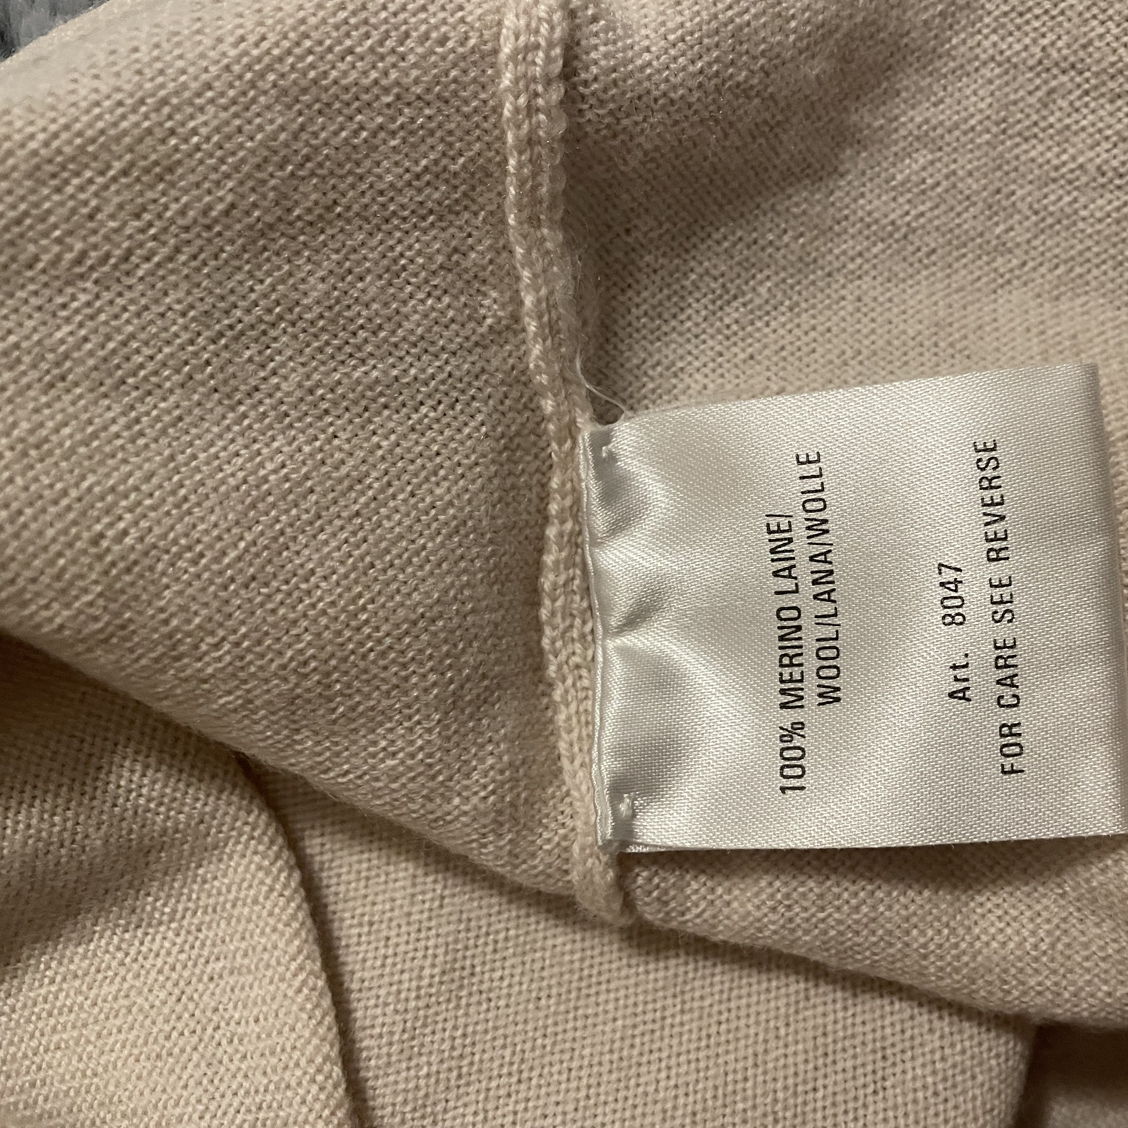 100% MERINO LAINE/
WOOL/LANA/WOLLE
Art. 8047
FOR CARE SEE REVERSE